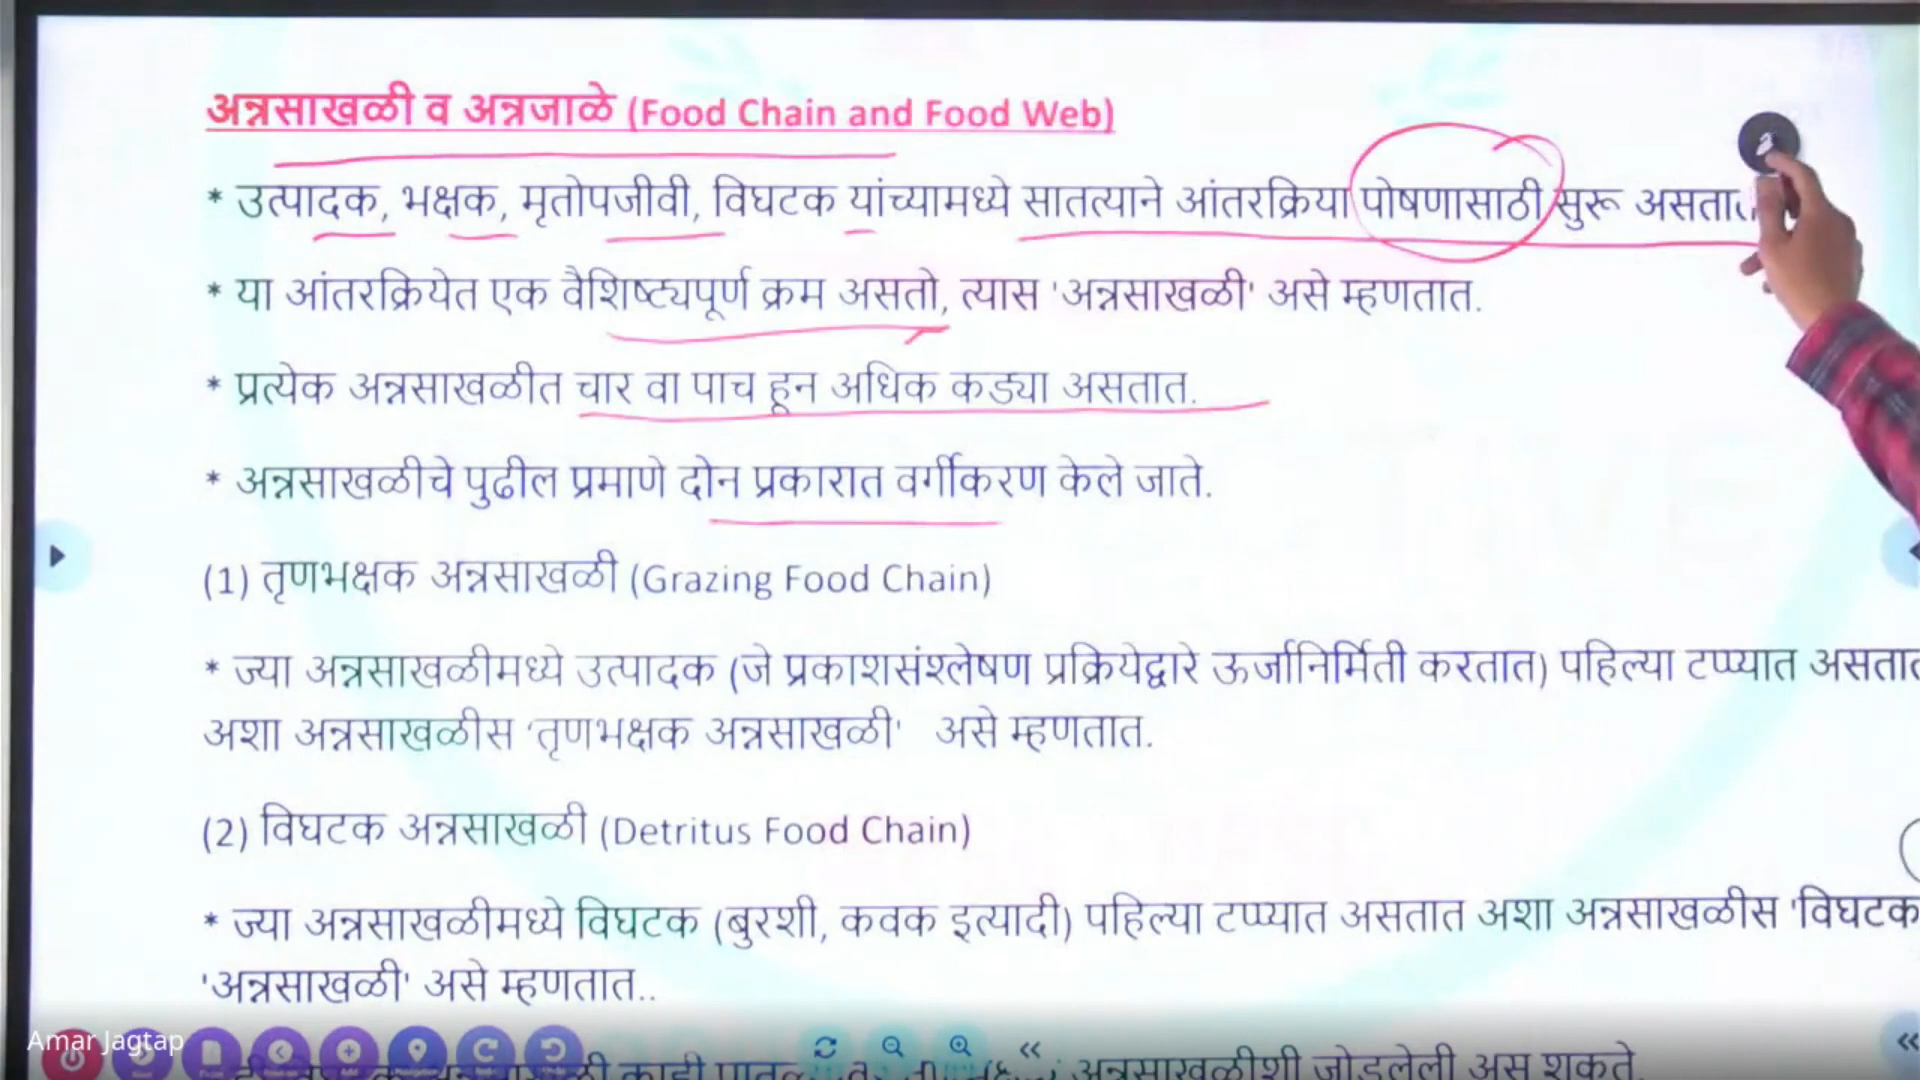 अन्नसाखळी व अन्नजाळे (Food Chain and Food Web)
* उत्पादक, भक्षक, मृतोपजीवी, विघटक यांच्यामध्ये सातत्याने आंतरक्रिया पोषणासाठी सुरू
* या आंतरक्रियेत एक वैशिष्ट्यपूर्ण क्रम असतो, त्यास 'अन्नसाखळी' असे म्हणतात.
* प्रत्येक अन्नसाखळीत चार वा पाच हून अधिक कड्या असतात.
* अन्नसाखळीचे पुढील प्रमाणे दोन प्रकारात वर्गीकरण केले जाते.
(1) तृणभक्षक अन्नसाखळी (Grazing Food Chain)
* ज्या अन्नसाखळीमध्ये उत्पादक (जे प्रकाशसंश्लेषण प्रक्रियेद्वारे ऊर्जानिर्मिती करतात) पहिल्या टप्प्यात असतात
अशा अन्नसाखळीस 'तृणभक्षक अन्नसाखळी' असे म्हणतात.
(2) विघटक अन्नसाखळी (Detritus Food Chain)
* ज्या अन्नसाखळीमध्ये विघटक (बुरशी, कवक इत्यादी) पहिल्या टप्प्यात असतात अशा अन्नसाखळीस 'विघटक
'अन्नसाखळी' असे म्हणतात..
Amar Jagtap
अन्नसाखळीशी जोडलेली असू शकते.